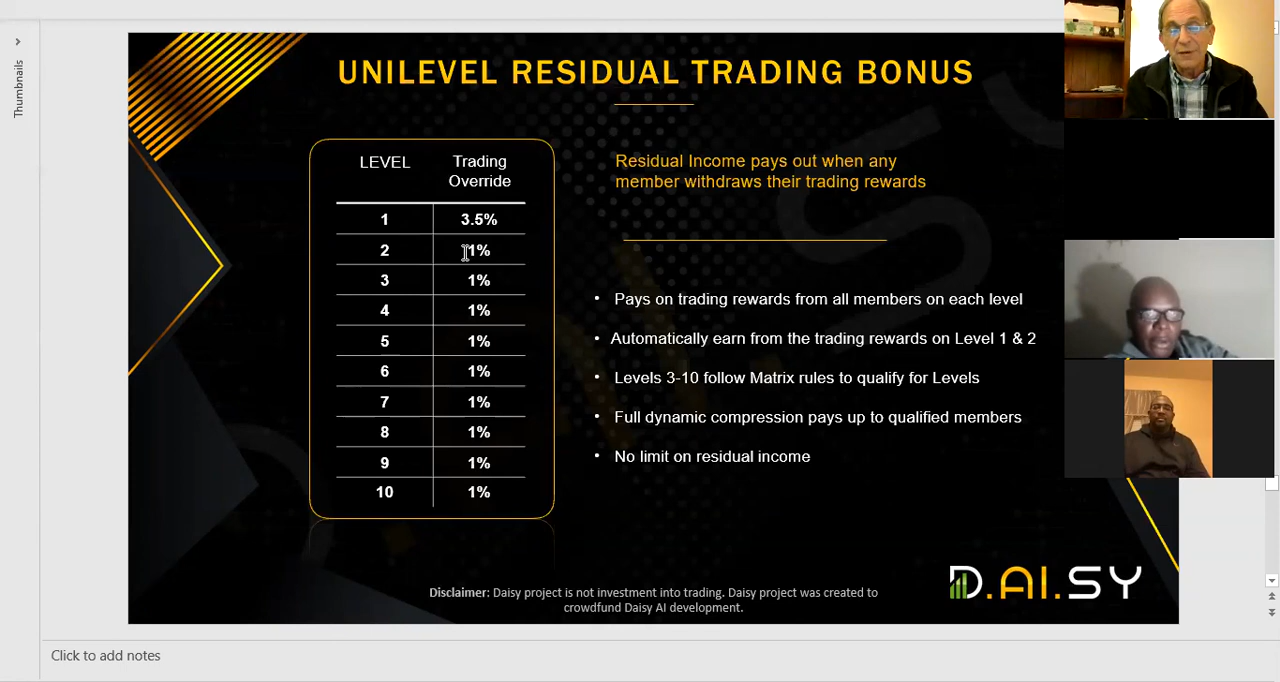 Thumbnails
UNILEVEL RESIDUAL TRADING BONUS
LEVEL Trading Override
1 3.5%
2 1%
3 1%
4 1%
5 1%
6 1%
7 1%
8 1%
9 1%
10 1%
Residual Income pays out when any
member withdraws their trading rewards
• Pays on trading rewards from all members on each level
• Automatically earn from the trading rewards on Level 1 & 2
• Levels 3-10 follow Matrix rules to qualify for Levels
• Full dynamic compression pays up to qualified members
• No limit on residual income
Disclaimer: Daisy project is not investment into trading. Daisy project was created to
crowdfund Daisy AI development.
D.AI.SY
Click to add notes